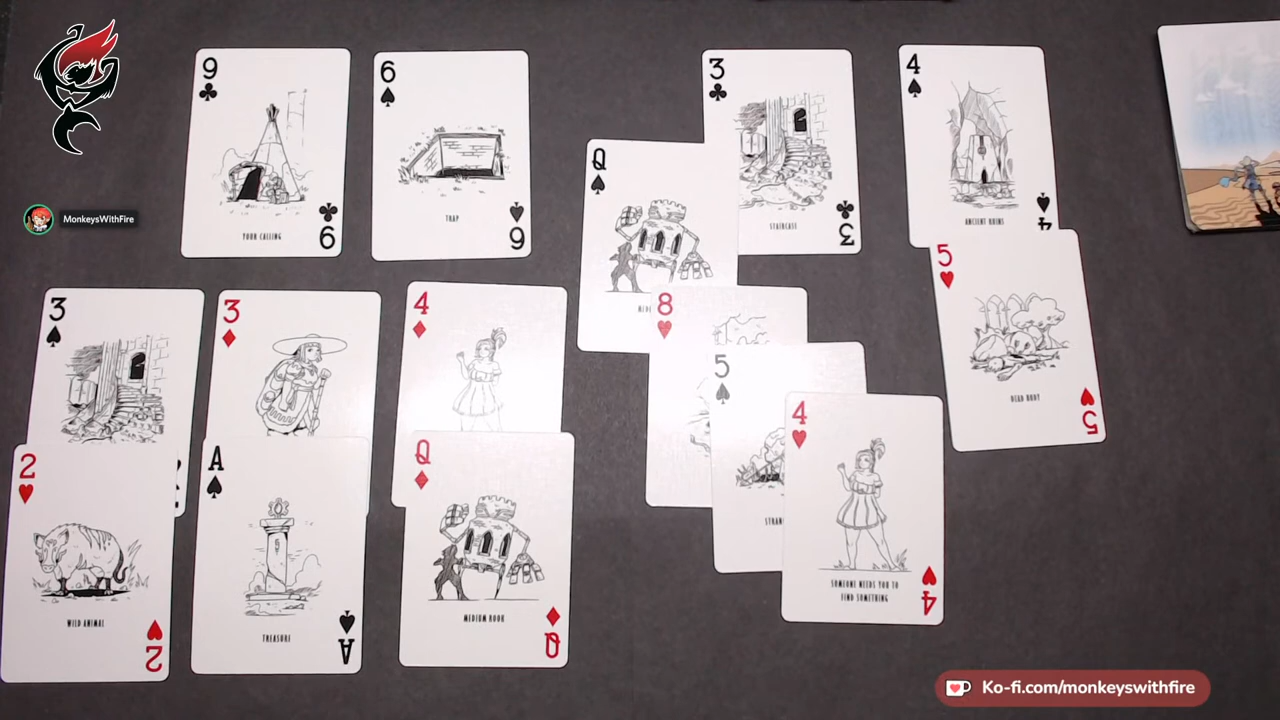 9
YOUR CALLING
9
6
TRAP
6
3
STAIRCASE
3
4
ANCIENT RUINS
4
MonkeysWithFire
Q
5
DEAD BODY
5
3
3
4
8
5
4
SOMEONE NEEDS YOU TO
FIND SOMETHING
4
2
WILD ANIMAL
2
A
TREASURE
A
Q
MEDIUM ROOK
Q
Ko-fi.com/monkeyswithfire